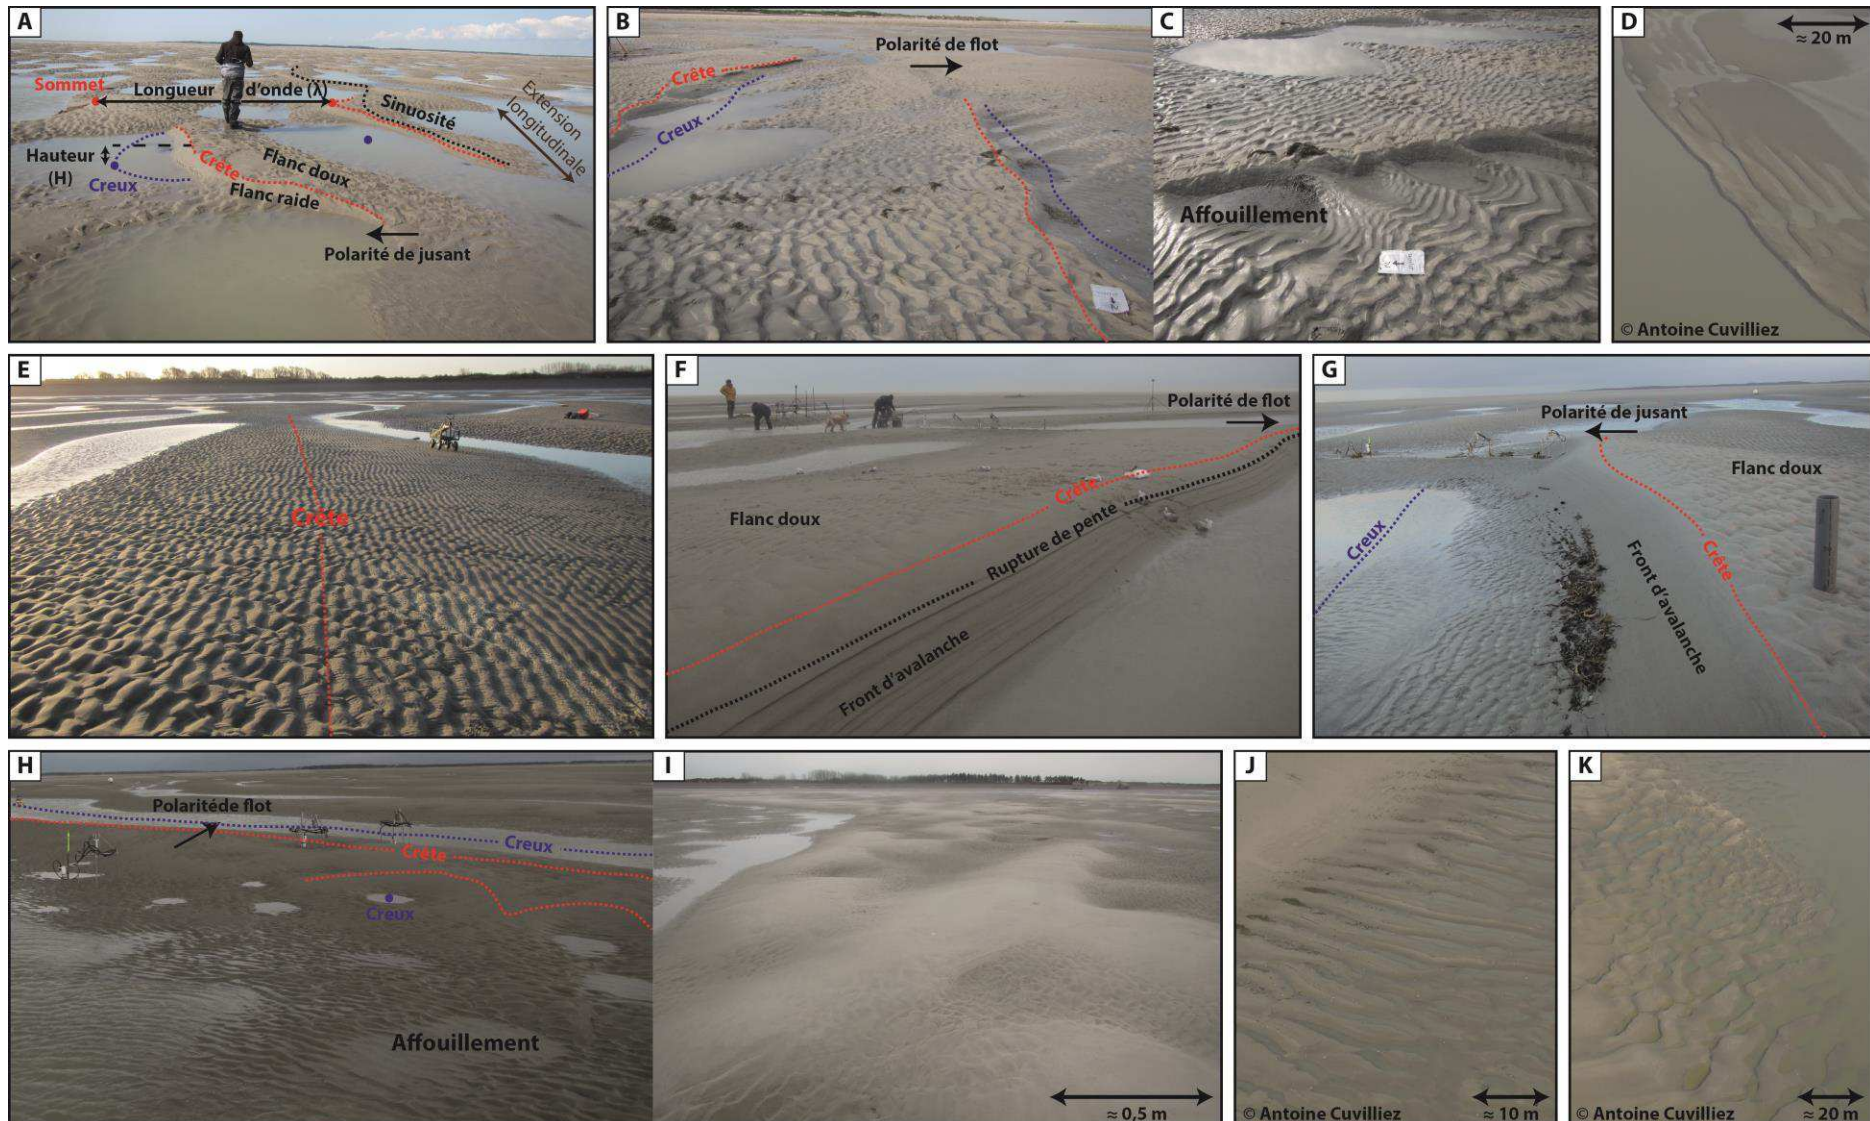 A
Sommet
Longueur d'onde (λ)
Sinuosité
Extension
longitudinale
Hauteur
(H)
Creux
Crête
Flanc doux
Flanc raide
Polarité de jusant
B
Polarité de flot
Crête
Creux
C
Affouillement
D
≈ 20 m
© Antoine Cuvilliez
E
Crête
F
Polarité de flot
Crête
Flanc doux
Rupture de pente
Front d'avalanche
G
Polarité de jusant
Flanc doux
Creux
Crête
Front d'avalanche
H
Polaritéde flot
Creux
Crête
Creux
Affouillement
I
≈ 0,5 m
J
≈ 10 m
© Antoine Cuvilliez
K
≈ 20 m
© Antoine Cuvilliez